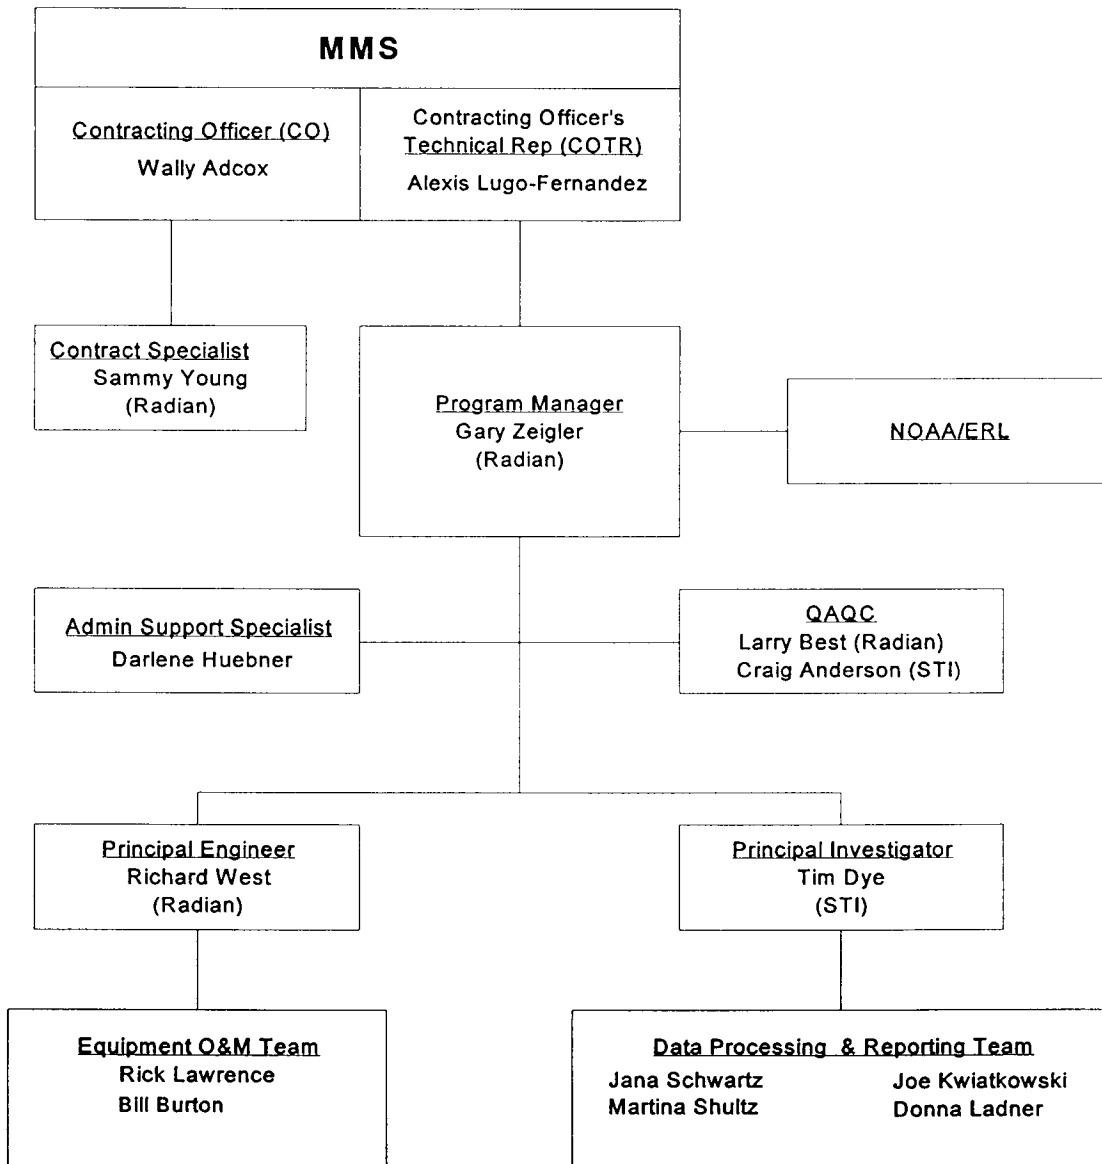 MMS
Contracting Officer (CO)
Wally Adcox
Contracting Officer's
Technical Rep (COTR)
Alexis Lugo-Fernandez
Contract Specialist
Sammy Young
(Radian)
Program Manager
Gary Zeigler
(Radian)
NOAA/ERL
Admin Support Specialist
Darlene Huebner
QAQC
Larry Best (Radian)
Craig Anderson (STI)
Principal Engineer
Richard West
(Radian)
Principal Investigator
Tim Dye
(STI)
Equipment O&M Team
Rick Lawrence
Bill Burton
Data Processing & Reporting Team
Jana Schwartz Joe Kwiatkowski
Martina Shultz Donna Ladner